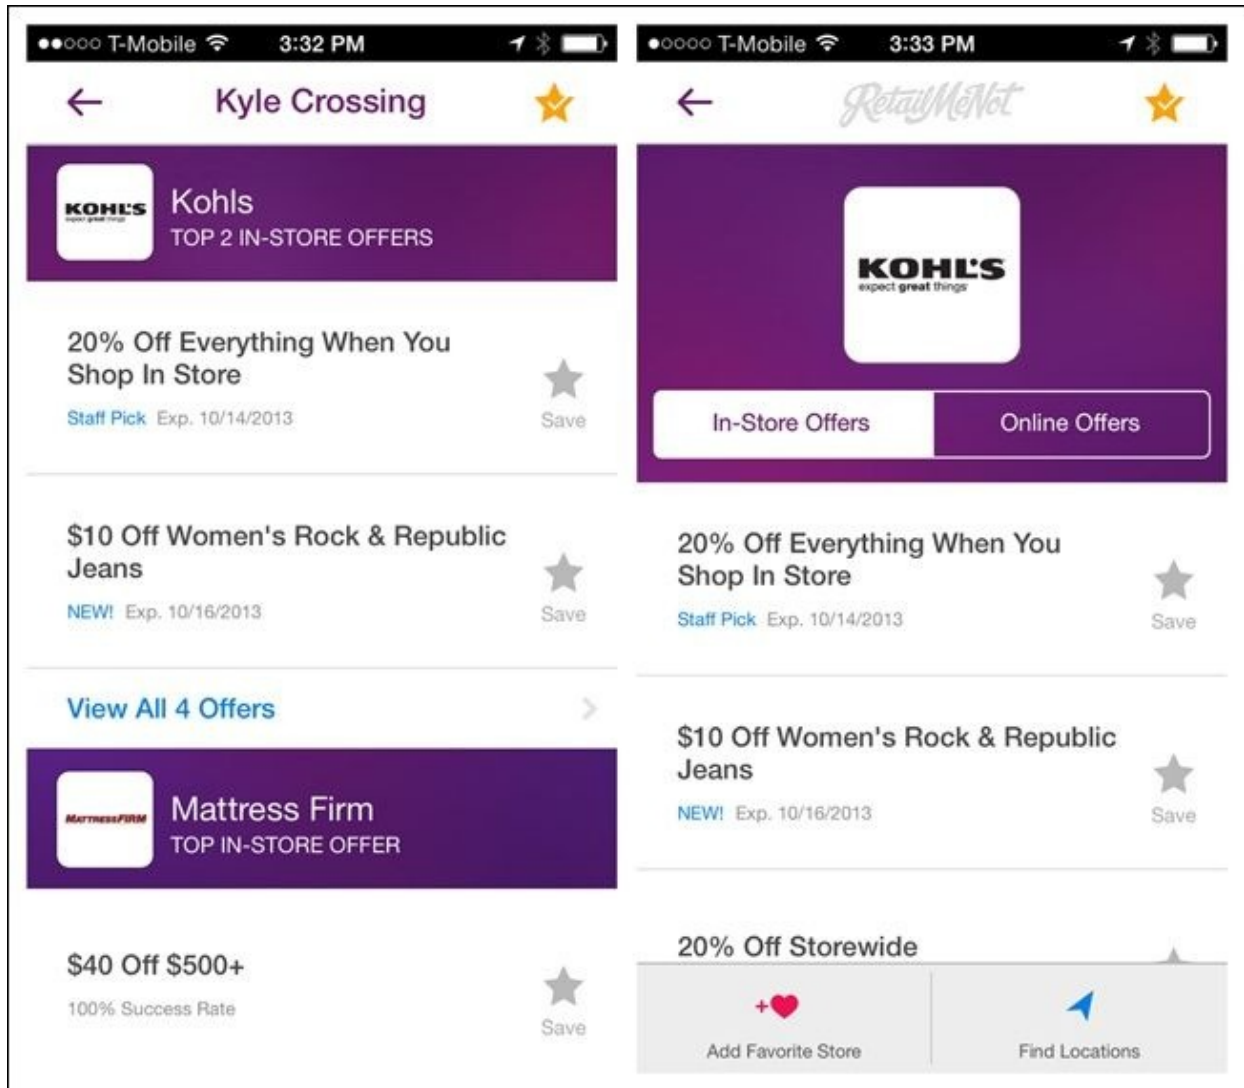 T-Mobile 3:32 PM
Kyle Crossing
KOHL'S
expect great things
Kohls
TOP 2 IN-STORE OFFERS
20% Off Everything When You
Shop In Store
Staff Pick Exp. 10/14/2013
Save
$10 Off Women's Rock & Republic
Jeans
NEW! Exp. 10/16/2013
Save
View All 4 Offers
MATTRESSFIRM
Mattress Firm
TOP IN-STORE OFFER
$40 Off $500+
100% Success Rate
Save
T-Mobile 3:33 PM
RetailMeNot
KOHL'S
expect great things
In-Store Offers Online Offers
20% Off Everything When You
Shop In Store
Staff Pick Exp. 10/14/2013
Save
$10 Off Women's Rock & Republic
Jeans
NEW! Exp. 10/16/2013
Save
20% Off Storewide
Add Favorite Store Find Locations